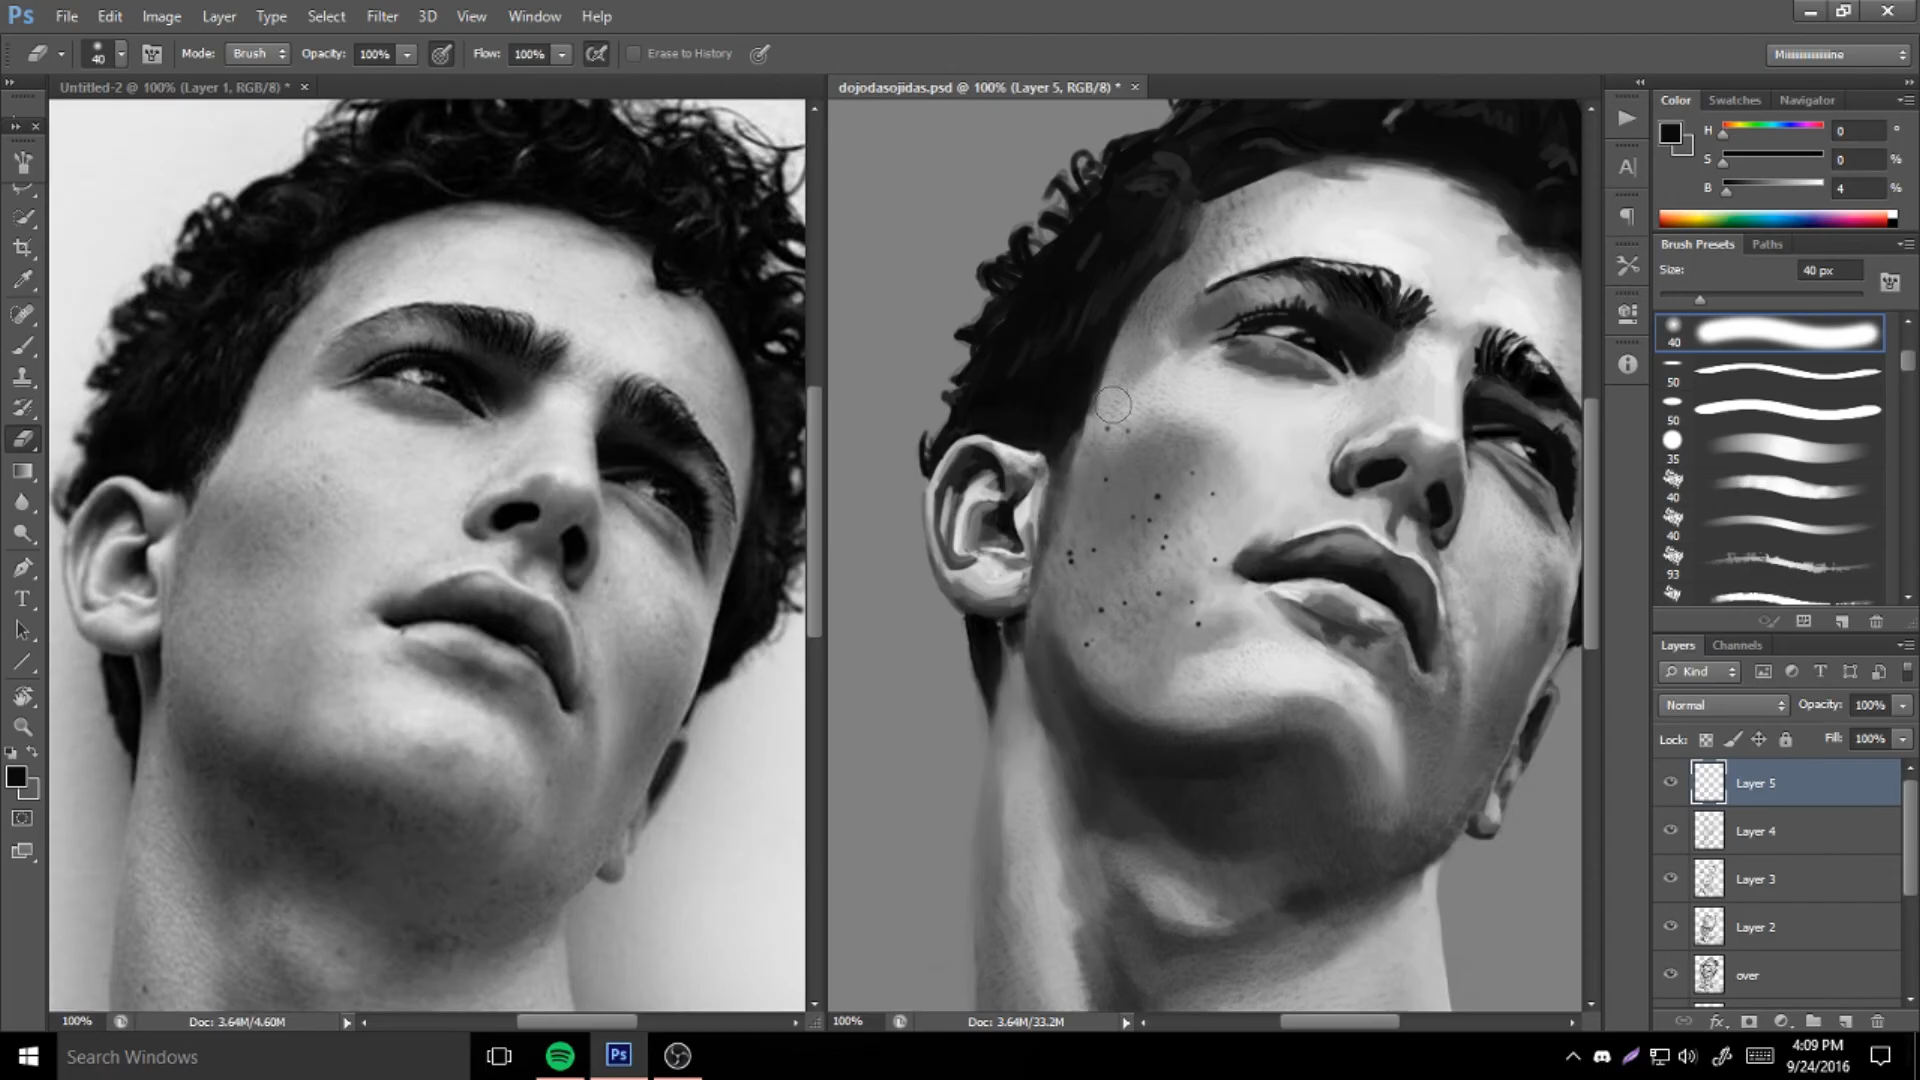 Ps File Edit Image Layer Type Select Filter 3D View Window Help
40 Mode: Brush Opacity: 100% Flow: 100% Erase to History
Untitled-2 @ 100% (Layer 1, RGB/8) *
dojodasojidas.psd @ 100% (Layer 5, RGB/8) *
Color Swatches Navigator
H 0 °
S 0 %
B 4 %
Brush Presets Paths
Size: 40 px
40
50
50
35
40
40
93
Layers Channels
Kind
Normal Opacity: 100%
Lock: Fill: 100%
Layer 5
Layer 4
Layer 3
Layer 2
over
100% Doc: 3.64M/4.60M
100% Doc: 3.64M/33.2M
Search Windows
Ps
4:09 PM
9/24/2016